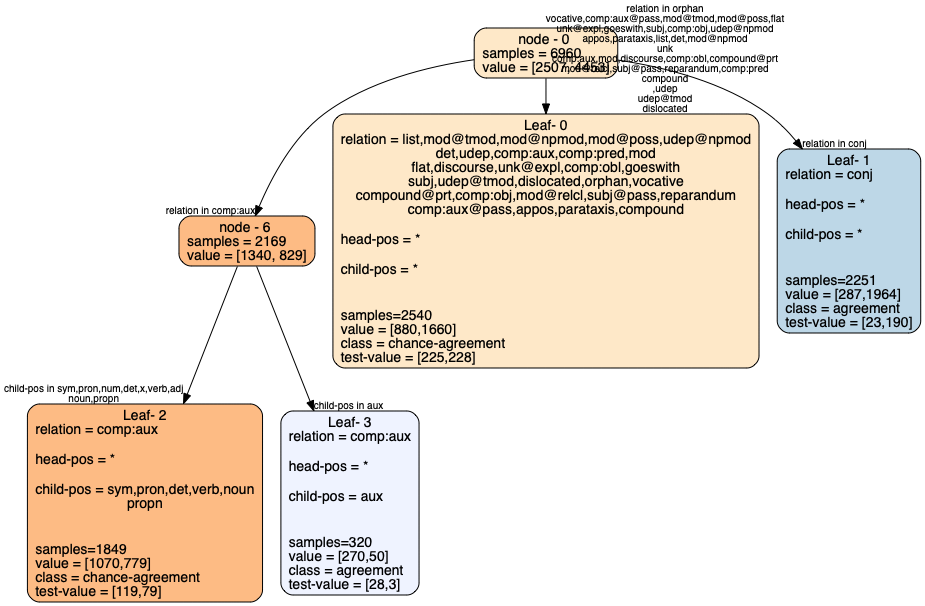 relation in orphan
vocative,comp:aux@pass,mod@tmod,mod@poss,flat
unk@expl,goeswith,subj,comp:obj,udep@npmod
appos,parataxis,list,det,mod@npmod
unk
comp:aux,mod,discourse,comp:obl,compound@prt
subj@pass,reparandum,comp:pred
compound
,udep
udep@tmod
dislocated
node - 0
samples = 6960
value = [2507, 4453]
Leaf- 0
relation = list,mod@tmod,mod@npmod,mod@poss,udep@npmod
det,udep,comp:aux,comp:pred,mod
flat,discourse,unk@expl,comp:obl,goeswith
subj,udep@tmod,dislocated,orphan,vocative
compound@prt,comp:obj,mod@relcl,subj@pass,reparandum
comp:aux@pass,appos,parataxis,compound
head-pos = *
child-pos = *
samples=2540
value = [880,1660]
class = chance-agreement
test-value = [225,228]
relation in conj
Leaf- 1
relation = conj
head-pos = *
child-pos = *
samples=2251
value = [287,1964]
class = agreement
test-value = [23,190]
relation in comp:aux
node - 6
samples = 2169
value = [1340, 829]
child-pos in sym,pron,num,det,x,verb,adj
noun,propn
Leaf- 2
relation = comp:aux
head-pos = *
child-pos = sym,pron,det,verb,noun
propn
samples=1849
value = [1070,779]
class = chance-agreement
test-value = [119,79]
child-pos in aux
Leaf- 3
relation = comp:aux
head-pos = *
child-pos = aux
samples=320
value = [270,50]
class = agreement
test-value = [28,3]